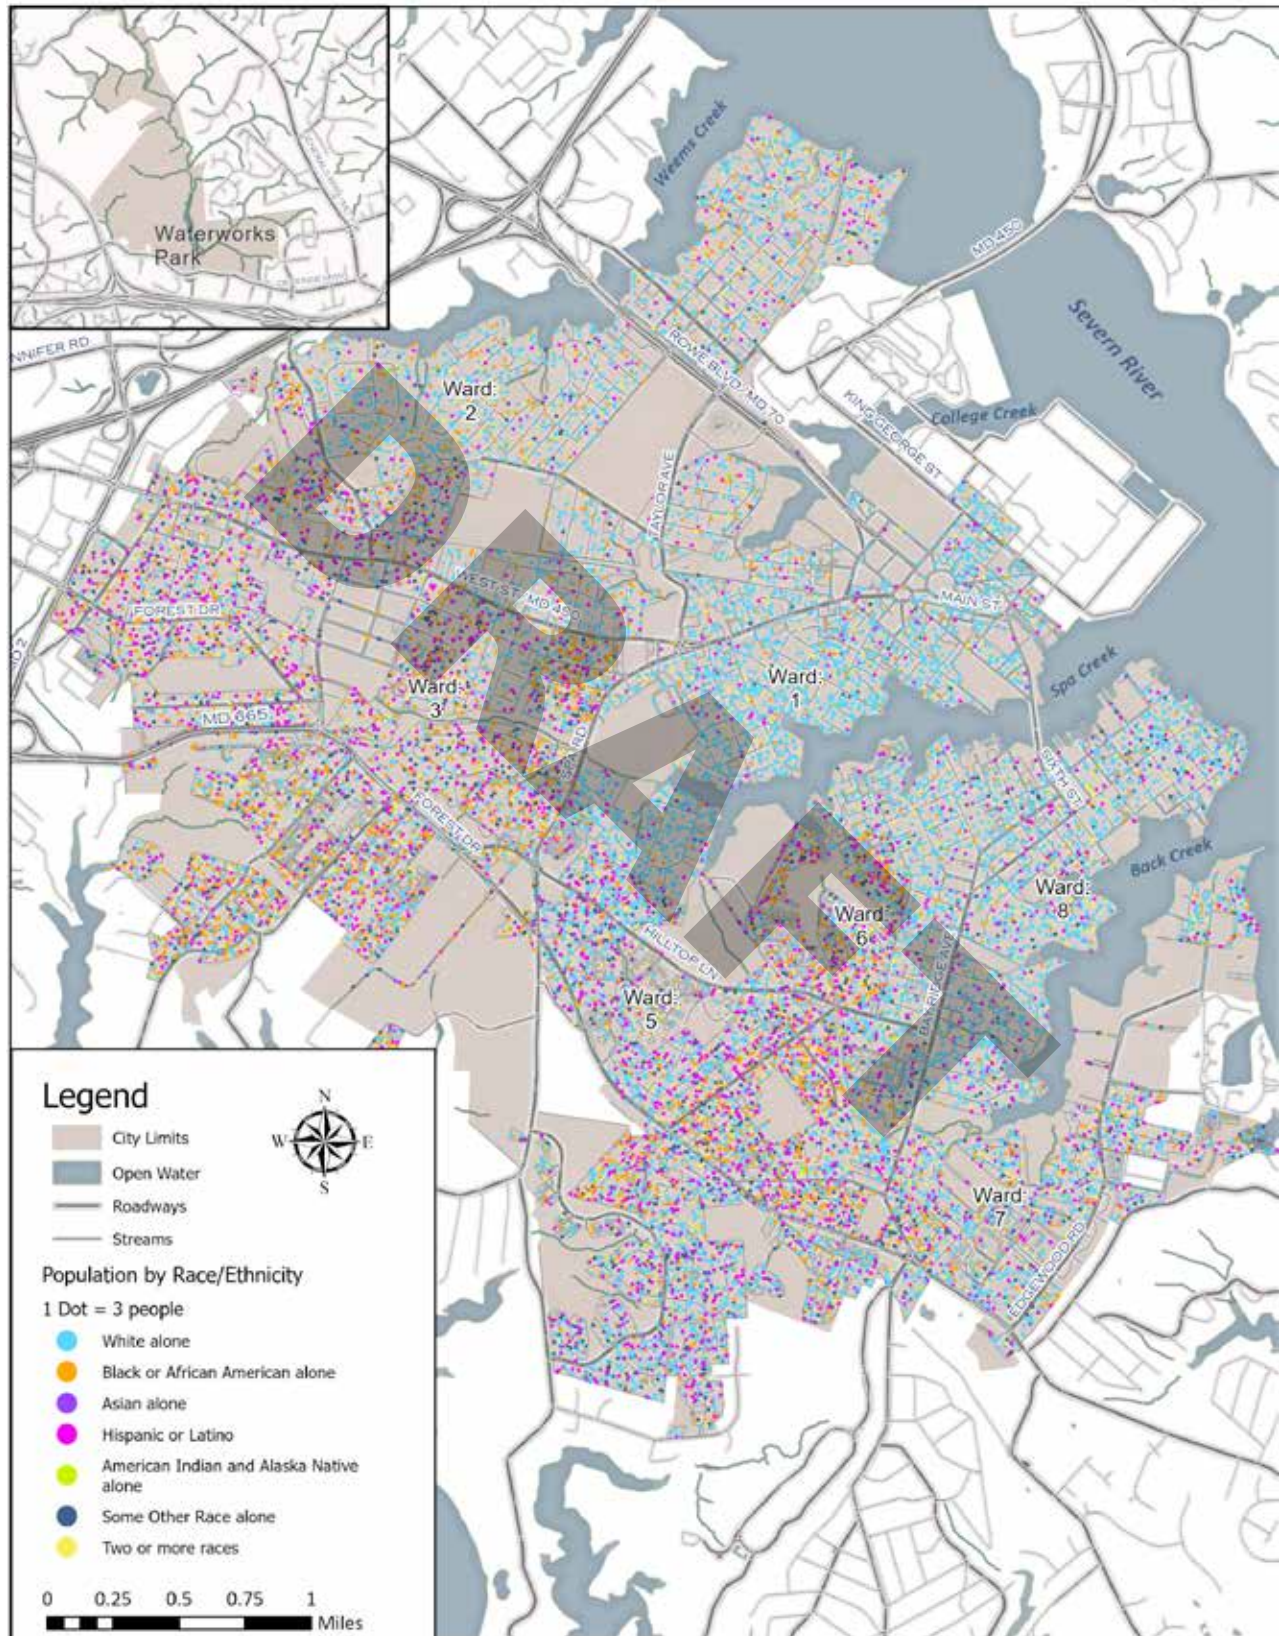 Weems Creek
MD 450
Severn River
Waterworks
Park
NNIFER RD
ROWE BLVD / MD 70
KING GEORGE ST
College Creek
Ward:
2
TAYLOR AVE
WEST ST / MD 450
MAIN ST
FOREST DR
MD 2
Ward:
3
Ward:
1
Spa Creek
MD 665
SPA RD
SIXTH ST
FOREST DR
Back Creek
Ward:
8
Ward:
6
HILLTOP LN
Ward:
5
BAY RIDGE AVE
Ward:
7
EDGEWOOD RD
DRAFT
Legend
N
W E
S
City Limits
Open Water
Roadways
Streams
Population by Race/Ethnicity
1 Dot = 3 people
White alone
Black or African American alone
Asian alone
Hispanic or Latino
American Indian and Alaska Native
alone
Some Other Race alone
Two or more races
0 0.25 0.5 0.75 1
Miles